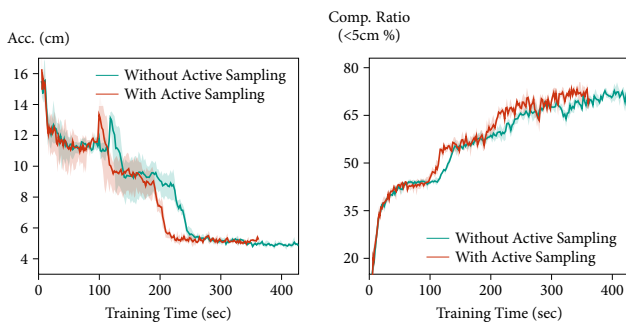 Acc. (cm)
16
14
12
10
8
6
4
0
100
200
300
400
Training Time (sec)
Without Active Sampling
With Active Sampling
Comp. Ratio
(<5cm %)
80
65
50
35
20
0
100
200
300
400
Training Time (sec)
Without Active Sampling
With Active Sampling